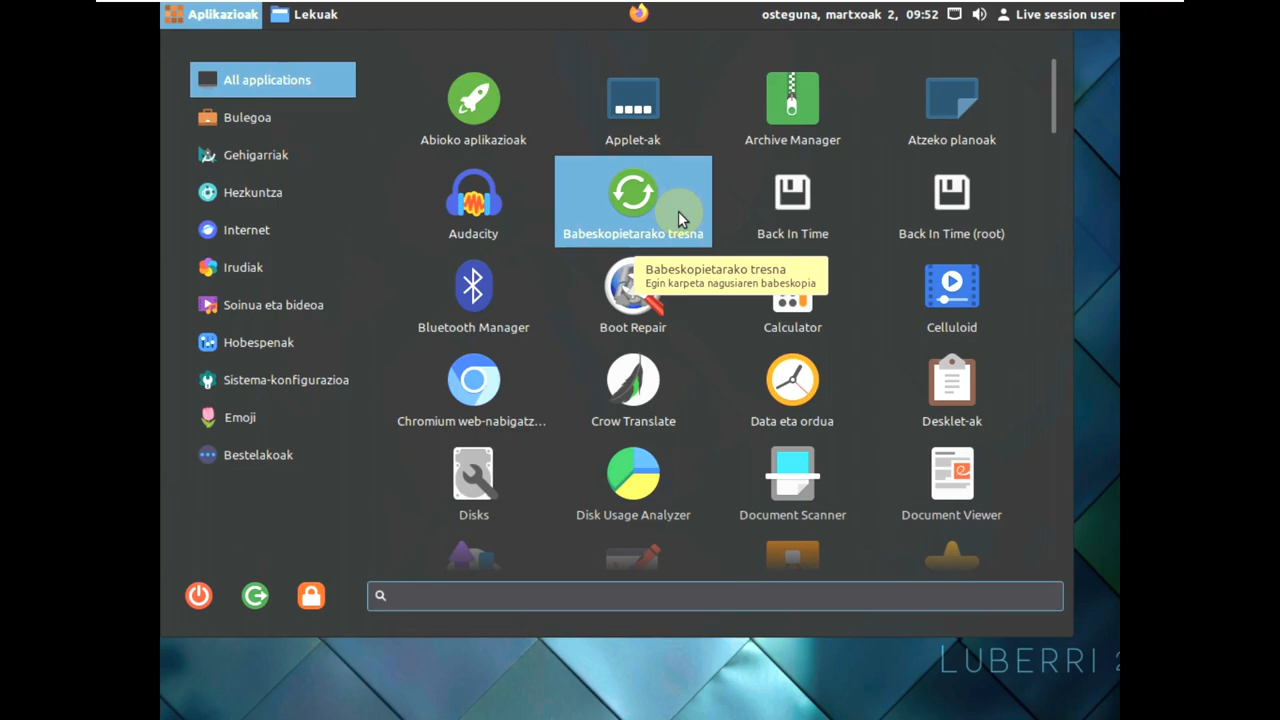 Aplikazioak
Lekuak
osteguna, martxoak 2, 09:52
Live session user
All applications
Bulegoa
Gehigarriak
Hezkuntza
Internet
Irudiak
Soinua eta bideoa
Hobespenak
Sistema-konfigurazioa
Emoji
Bestelakoak
Abioko aplikazioak
Applet-ak
Archive Manager
Atzeko planoak
Audacity
Babeskopietarako tresna
Back In Time
Back In Time (root)
Babeskopietarako tresna
Egin karpeta nagusiaren babeskopia
Bluetooth Manager
Boot Repair
Calculator
Celluloid
Chromium web-nabigatz...
Crow Translate
Data eta ordua
Desklet-ak
Disks
Disk Usage Analyzer
Document Scanner
Document Viewer
LUBERRI